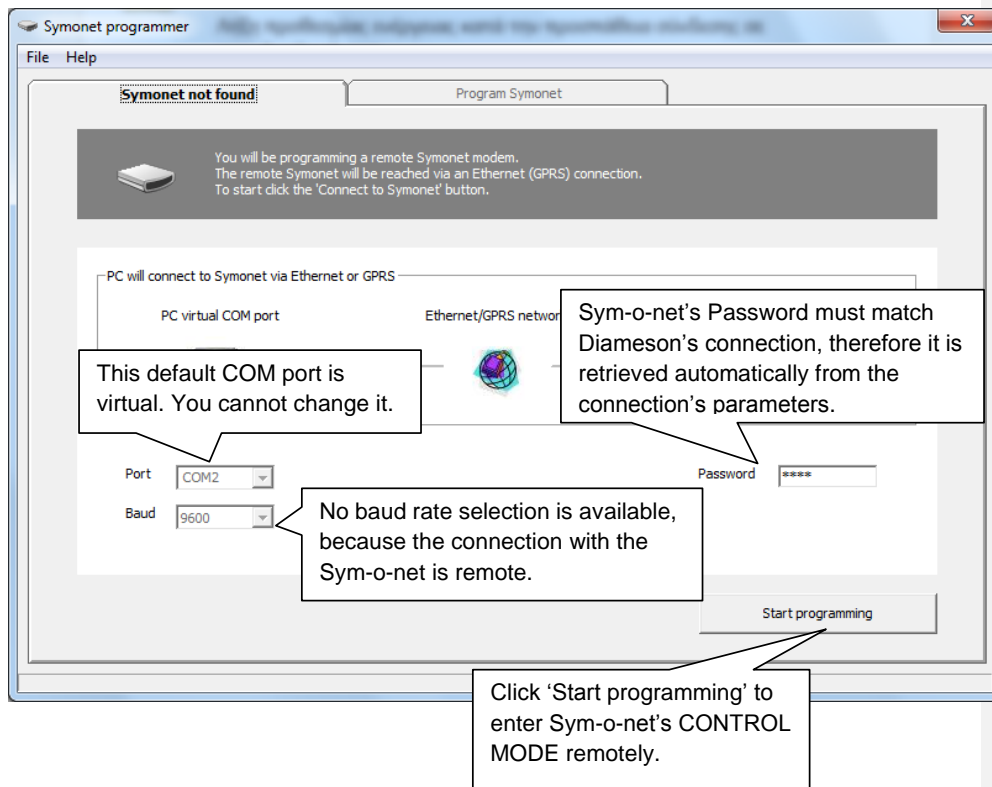 Symonet programmer
File Help
Symonet not found
Program Symonet
You will be programming a remote Symonet modem.
The remote Symonet will be reached via an Ethernet (GPRS) connection.
To start click the 'Connect to Symonet' button.
PC will connect to Symonet via Ethernet or GPRS
PC virtual COM port
Ethernet/GPRS networ
Sym-o-net's Password must match
Diameson's connection, therefore it is
retrieved automatically from the
connection's parameters.
This default COM port is
virtual. You cannot change it.
Port COM2
Password ****
Baud 9600
No baud rate selection is available,
because the connection with the
Sym-o-net is remote.
Start programming
Click ‘Start programming’ to
enter Sym-o-net's CONTROL
MODE remotely.